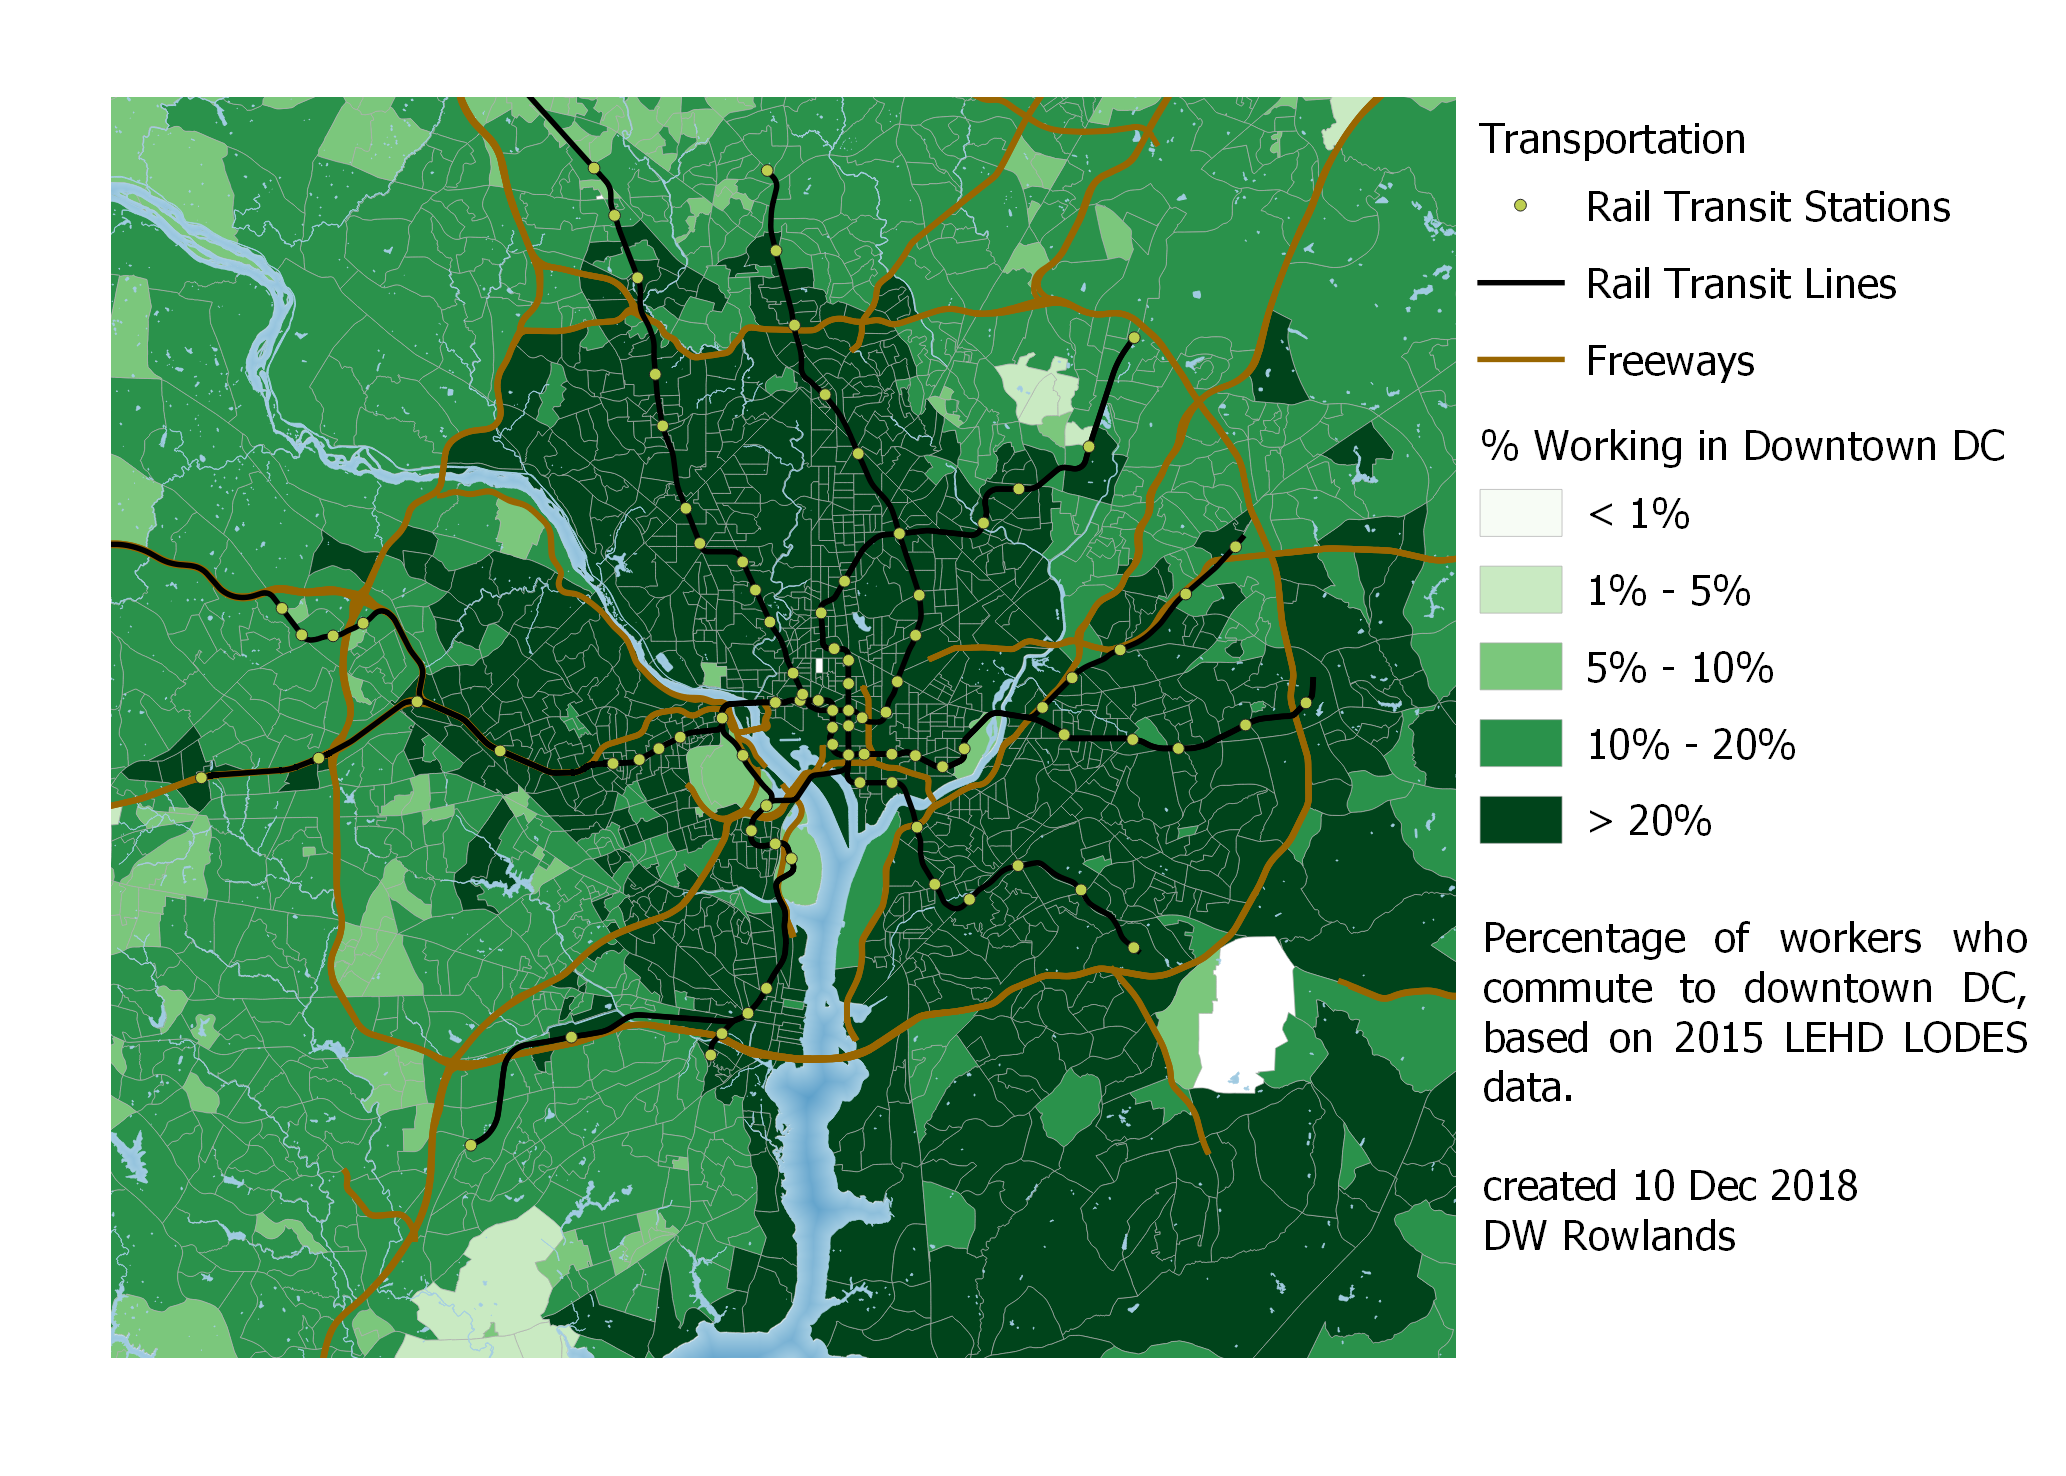 Transportation
Rail Transit Stations
Rail Transit Lines
Freeways
% Working in Downtown DC
< 1%
1% - 5%
5% - 10%
10% - 20%
> 20%
Percentage of workers who
commute to downtown DC,
based on 2015 LEHD LODES
data.
created 10 Dec 2018
DW Rowlands